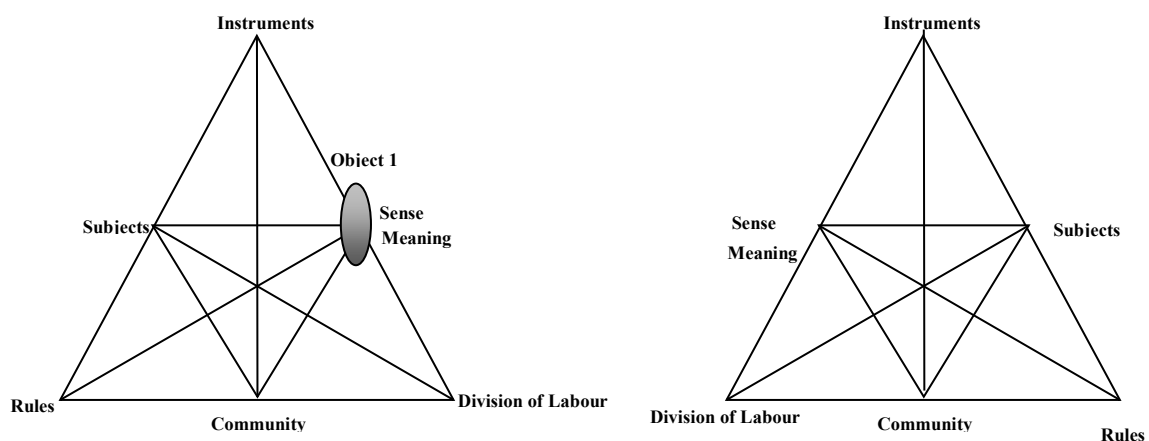 Instruments
Object 1
Subjects
Sense
Meaning
Rules
Community
Division of Labour
Instruments
Sense
Meaning
Subjects
Division of Labour
Community
Rules